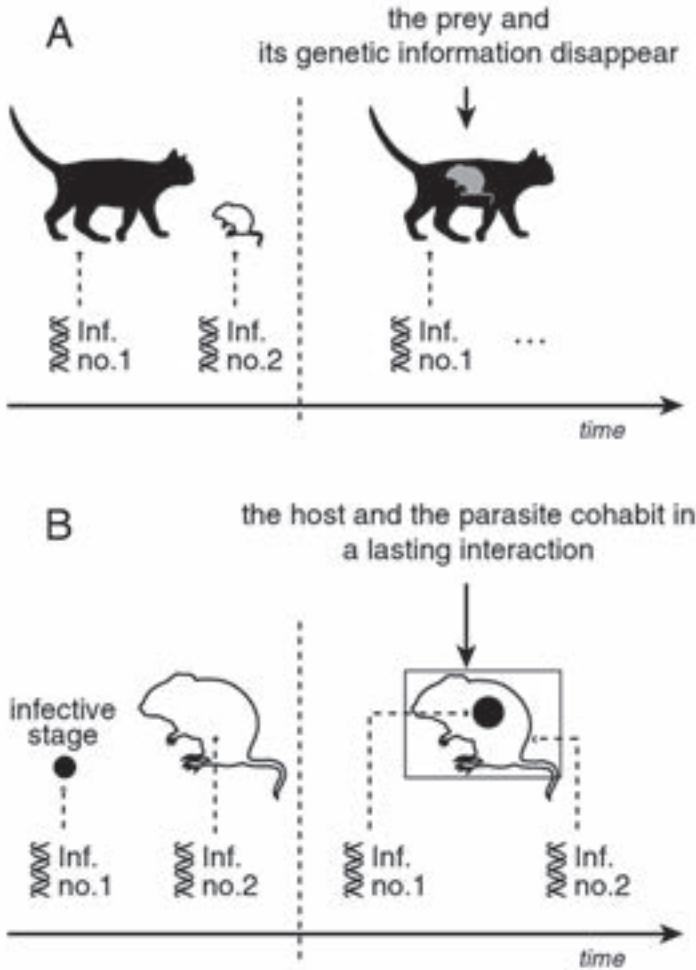 A
the prey and
its genetic information disappear
Inf.
no.1
Inf.
no.2
Inf.
no.1
...
time
B
the host and the parasite cohabit in
a lasting interaction
infective
stage
Inf.
no.1
Inf.
no.2
Inf.
no.1
Inf.
no.2
time